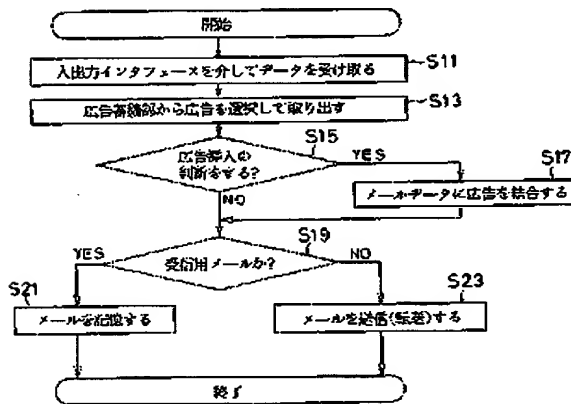 開始
入出力インタフェースを介してデータを受け取る
S11
広告蓄積部から広告を選択して取り出す
S13
広告挿入の
判断をする?
S15
YES
NO
メールデータに広告を結合する
S17
受信用メールか?
S19
YES
NO
S21
メールを記憶する
S23
メールを送信(転送)する
終了